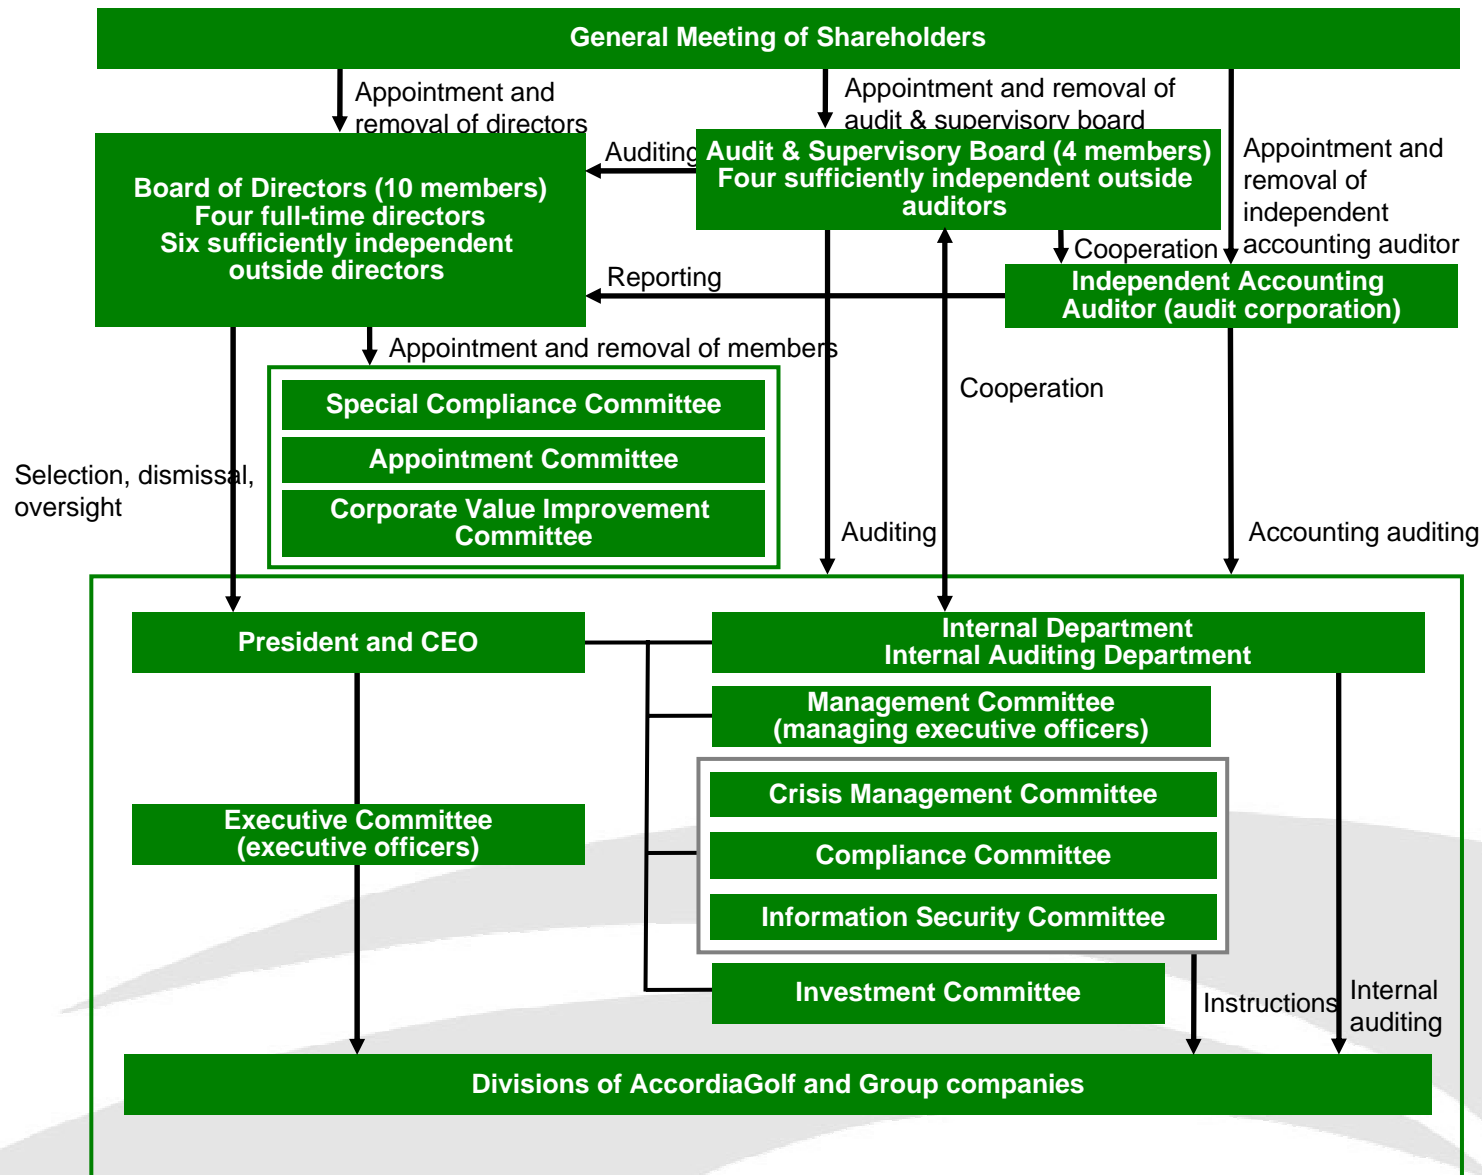 General Meeting of Shareholders
Appointment and
removal of directors
Appointment and removal of
audit & supervisory board
Appointment and
removal of
independent
accounting auditor
Board of Directors (10 members)
Four full-time directors
Six sufficiently independent
outside directors
Auditing
Audit & Supervisory Board (4 members)
Four sufficiently independent outside
auditors
Cooperation
Reporting
Independent Accounting
Auditor (audit corporation)
Appointment and removal of members
Special Compliance Committee
Appointment Committee
Corporate Value Improvement
Committee
Cooperation
Selection, dismissal,
oversight
Auditing
Accounting auditing
President and CEO
Internal Department
Internal Auditing Department
Management Committee
(managing executive officers)
Crisis Management Committee
Executive Committee
(executive officers)
Compliance Committee
Information Security Committee
Investment Committee
Instructions
Internal
auditing
Divisions of AccordiaGolf and Group companies